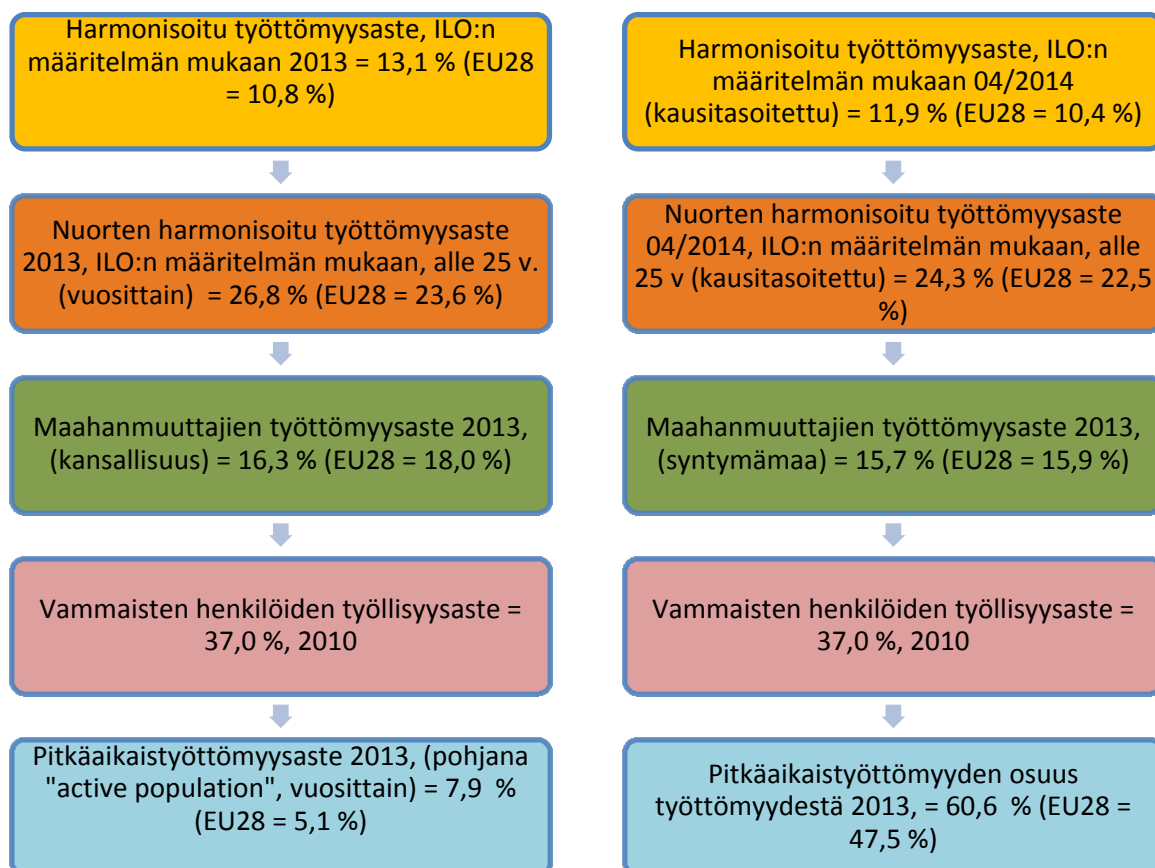 Harmonisoitu työttömyysaste, ILO:n
määritelmän mukaan 2013 = 13,1 % (EU28
= 10,8 %)
Nuorten harmonisoitu työttömyysaste
2013, ILO:n määritelmän mukaan, alle 25 v.
(vuosittain) = 26,8 % (EU28 = 23,6 %)
Maahanmuuttajien työttömyysaste 2013,
(kansallisuus) = 16,3 % (EU28 = 18,0 %)
Vammaisten henkilöiden työllisyysaste =
37,0 %, 2010
Pitkäaikaistyöttömyysaste 2013, (pohjana
"active population", vuosittain) = 7,9 %
(EU28 = 5,1 %)
Harmonisoitu työttömyysaste, ILO:n
määritelmän mukaan 04/2014
(kausitasoitettu) = 11,9 % (EU28 = 10,4 %)
Nuorten harmonisoitu työttömyysaste
04/2014, ILO:n määritelmän mukaan, alle
25 v (kausitasoitettu) = 24,3 % (EU28 = 22,5
%)
Maahanmuuttajien työttömyysaste 2013,
(syntymämaa) = 15,7 % (EU28 = 15,9 %)
Vammaisten henkilöiden työllisyysaste =
37,0 %, 2010
Pitkäaikaistyöttömyyden osuus
työttömyydestä 2013, = 60,6 % (EU28 =
47,5 %)